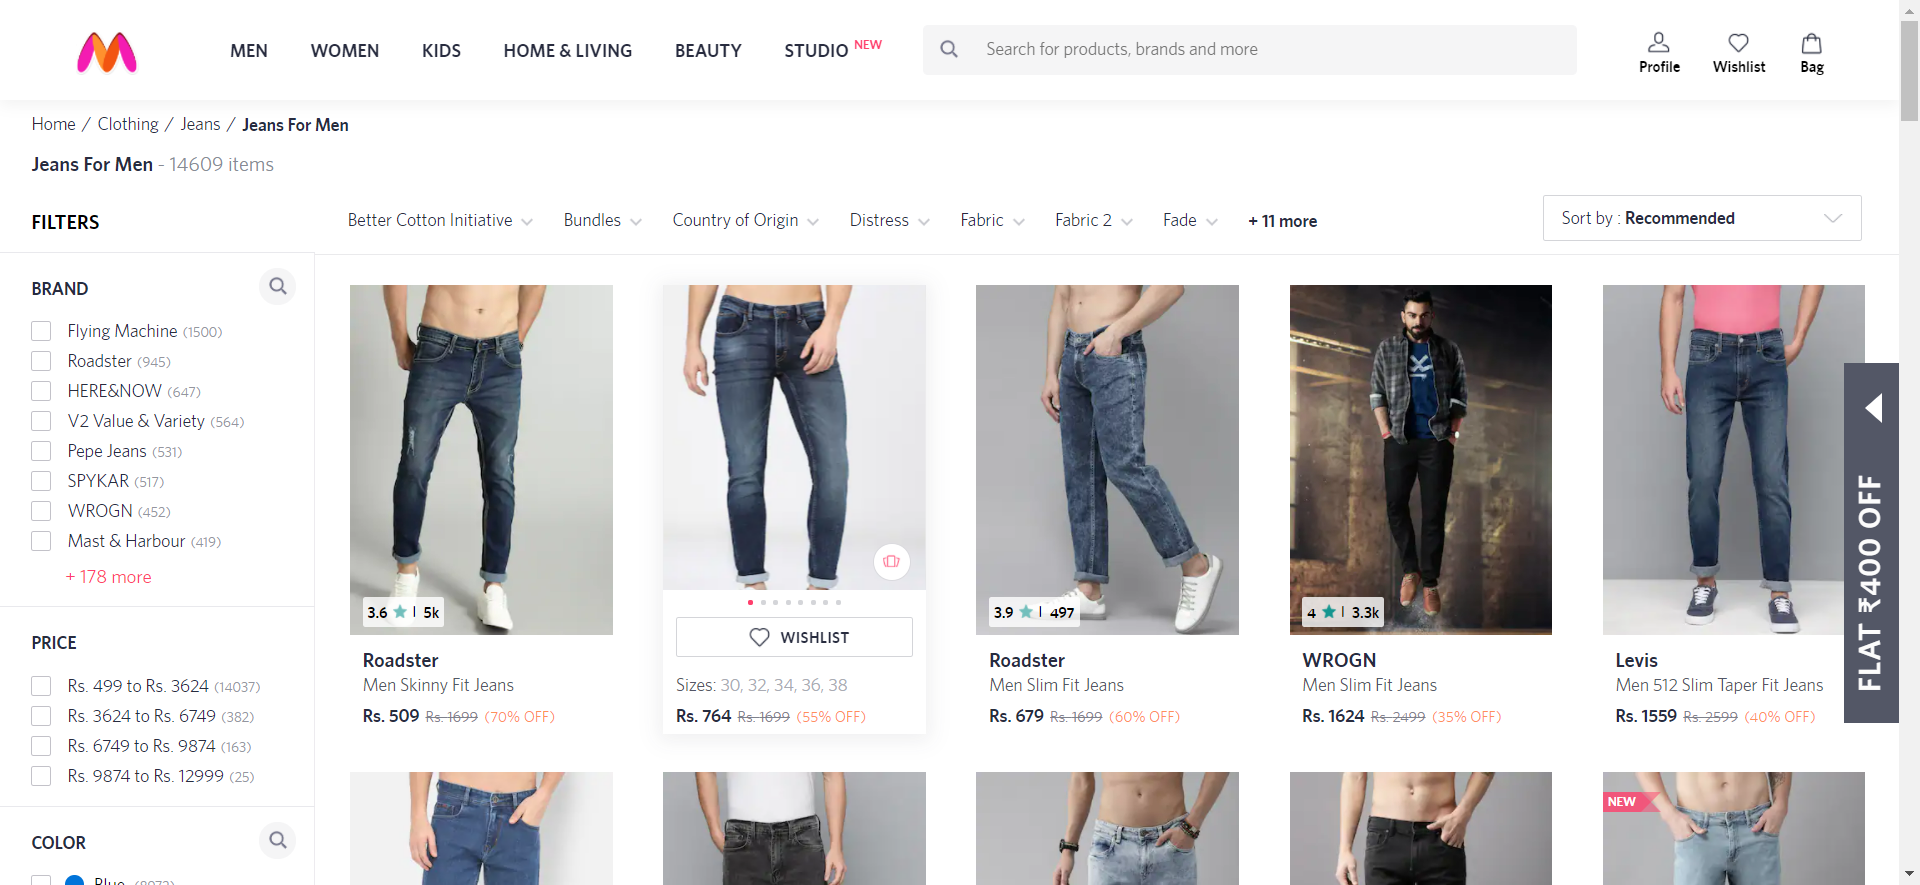 MEN WOMEN KIDS HOME & LIVING BEAUTY STUDIO NEW Search for products, brands and more Profile Wishlist Bag
Home / Clothing / Jeans / Jeans For Men
Jeans For Men - 14609 items
FILTERS
Better Cotton Initiative Bundles Country of Origin Distress Fabric Fabric 2 Fade + 11 more Sort by : Recommended
BRAND
Flying Machine (1500)
Roadster (945)
HERE&NOW (647)
V2 Value & Variety (564)
Pepe Jeans (531)
SPYKAR (517)
WROGN (452)
Mast & Harbour (419)
+ 178 more
PRICE
Rs. 499 to Rs. 3624 (14037)
Rs. 3624 to Rs. 6749 (382)
Rs. 6749 to Rs. 9874 (163)
Rs. 9874 to Rs. 12999 (25)
COLOR
Blue (8072)
3.6 ★ | 5k
Roadster
Men Skinny Fit Jeans
Rs. 509 Rs. 1699 (70% OFF)
WISHLIST
Sizes: 30, 32, 34, 36, 38
Rs. 764 Rs. 1699 (55% OFF)
3.9 ★ | 497
Roadster
Men Slim Fit Jeans
Rs. 679 Rs. 1699 (60% OFF)
4 ★ | 3.3k
WROGN
Men Slim Fit Jeans
Rs. 1624 Rs. 2499 (35% OFF)
Levis
Men 512 Slim Taper Fit Jeans
Rs. 1559 Rs. 2599 (40% OFF)
FLAT ₹400 OFF
NEW